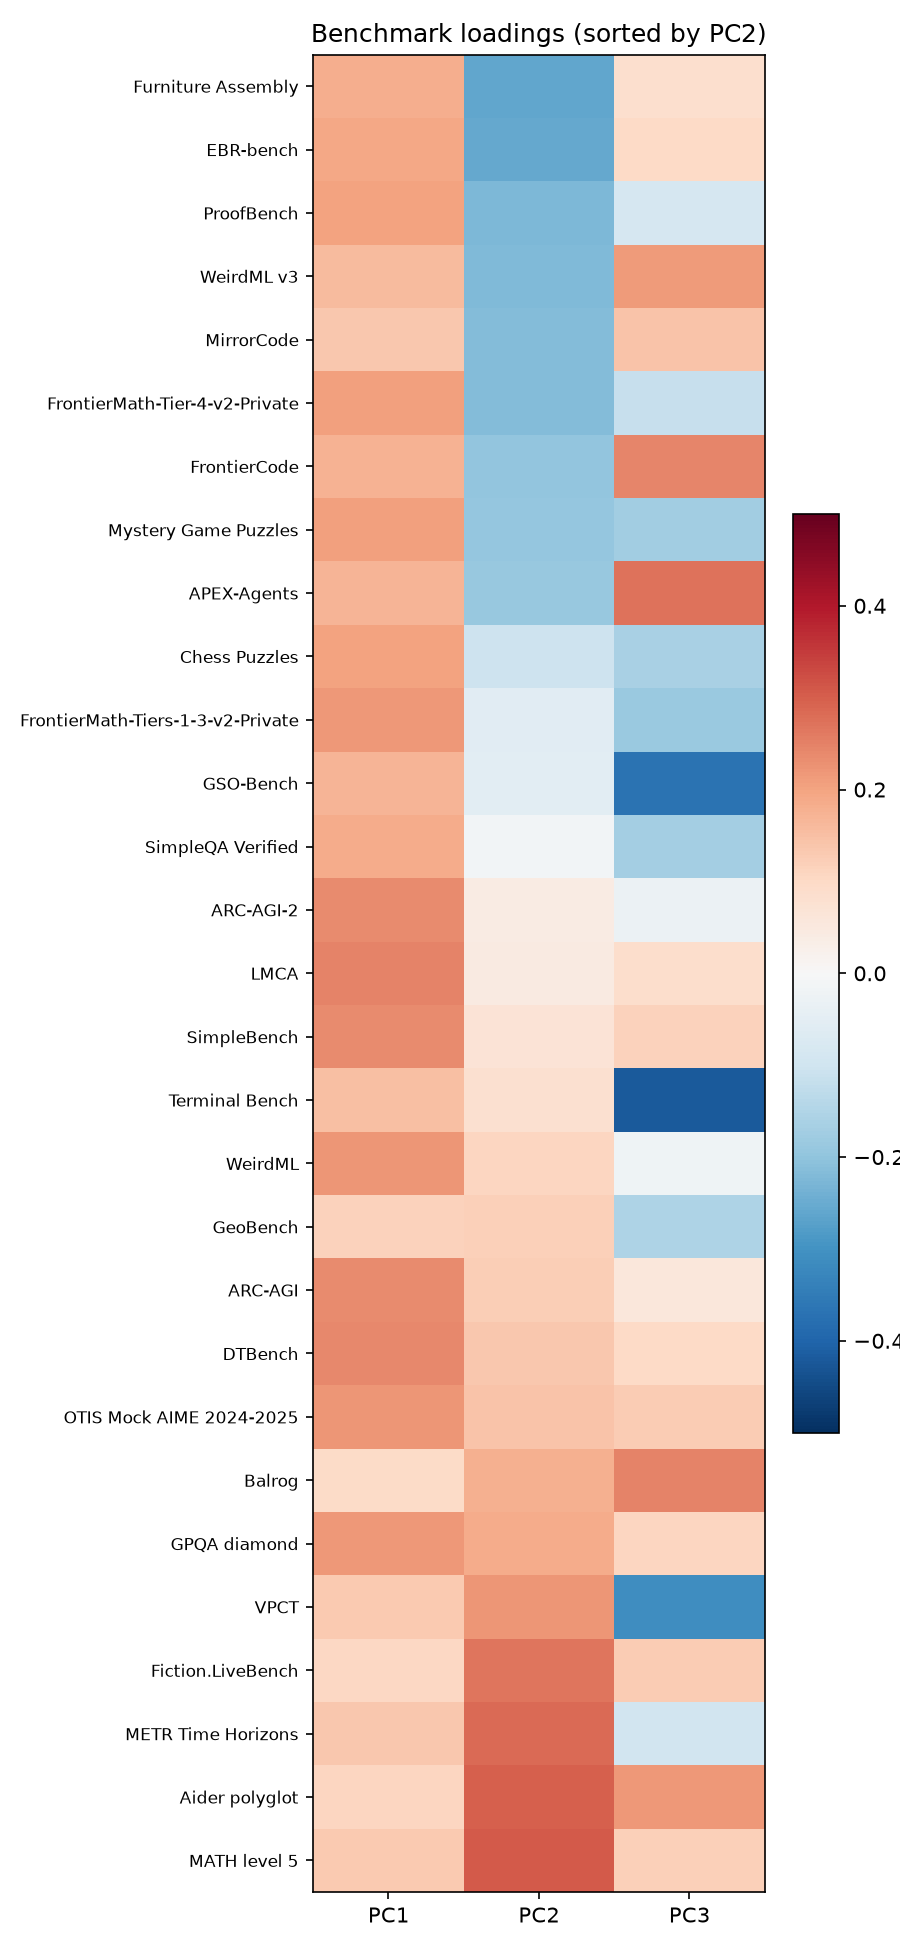 Benchmark loadings (sorted by PC2)
Furniture Assembly
EBR-bench
ProofBench
WeirdML v3
MirrorCode
FrontierMath-Tier-4-v2-Private
FrontierCode
Mystery Game Puzzles
APEX-Agents
Chess Puzzles
FrontierMath-Tiers-1-3-v2-Private
GSO-Bench
SimpleQA Verified
ARC-AGI-2
LMCA
SimpleBench
Terminal Bench
WeirdML
GeoBench
ARC-AGI
DTBench
OTIS Mock AIME 2024-2025
Balrog
GPQA diamond
VPCT
Fiction.LiveBench
METR Time Horizons
Aider polyglot
MATH level 5
PC1 PC2 PC3
0.4
0.2
0.0
−0.2
−0.4